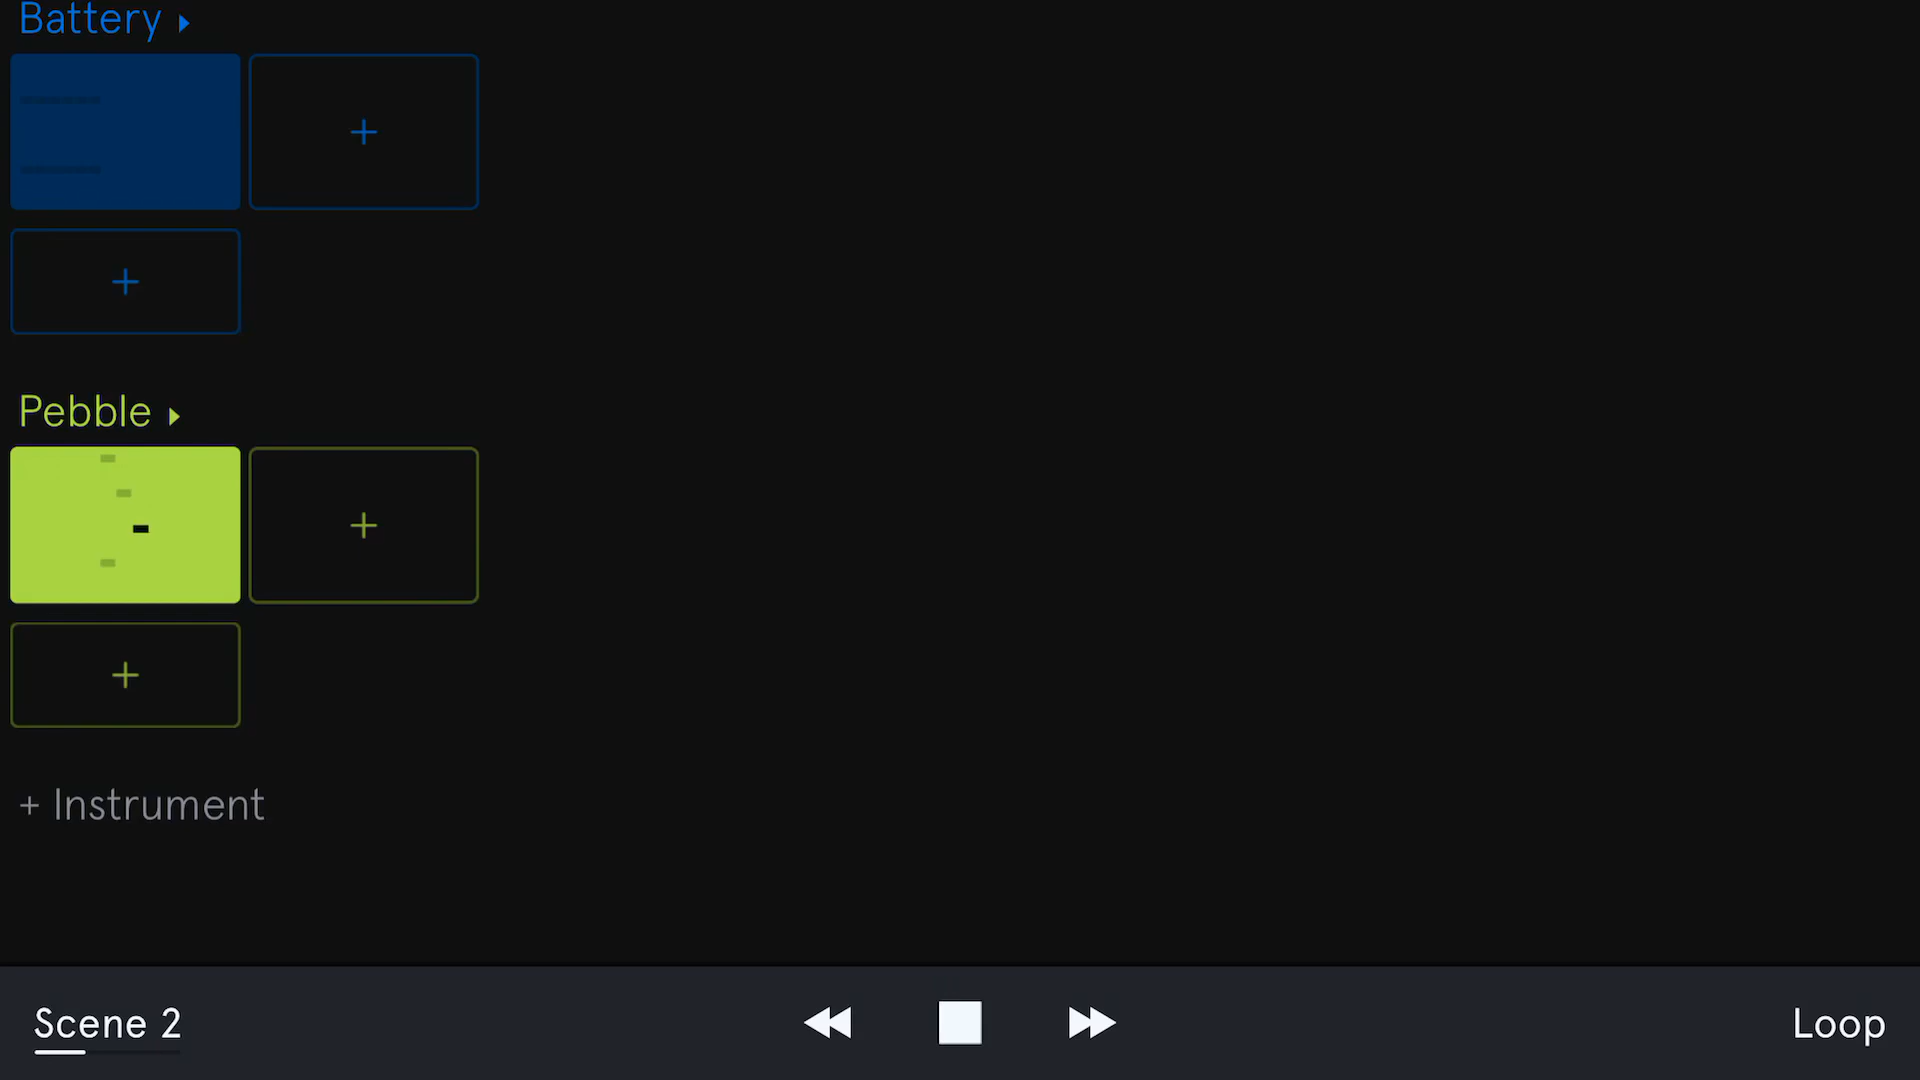 Battery
+
+
Pebble
+
+
+ Instrument
Scene 2
Loop